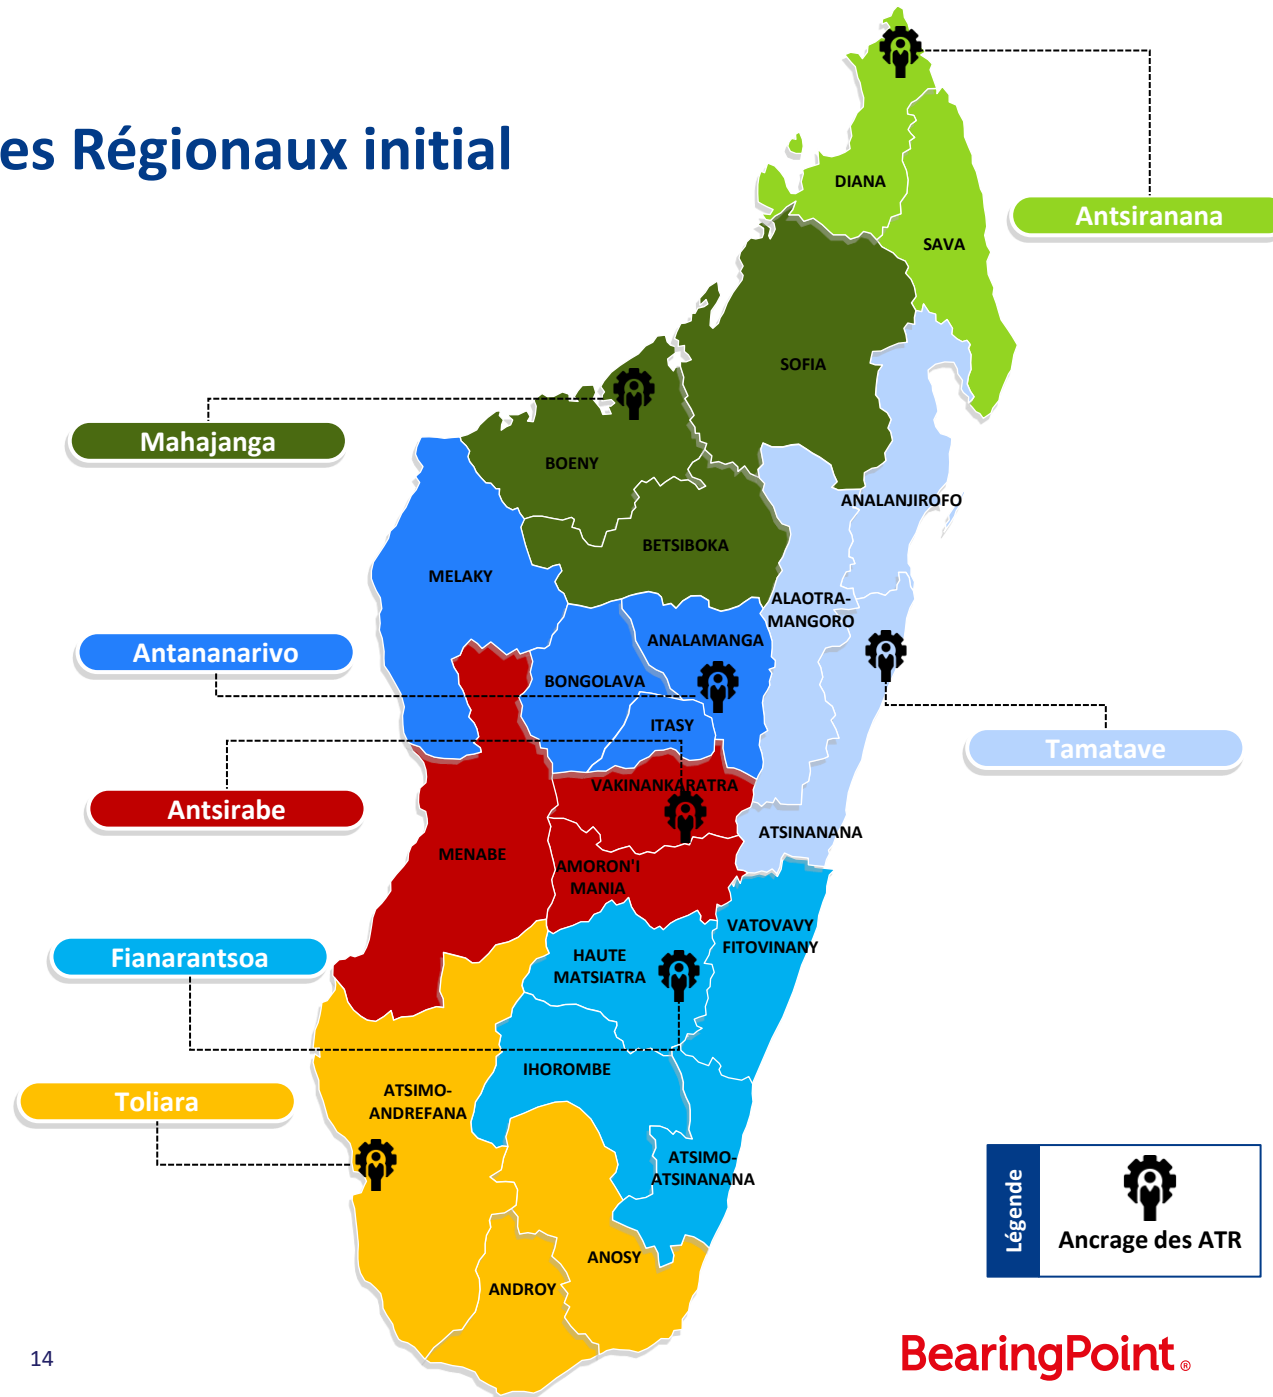 es Régionaux initial
DIANA
Antsiranana
SAVA
SOFIA
Mahajanga
BOENY
ANALANJIROFO
BETSIBOKA
MELAKY
ALAOTRA-
MANGORO
ANALAMANGA
Antananarivo
BONGOLAVA
ITASY
Tamatave
VAKINANKARATRA
Antsirabe
ATSINANANA
MENABE
AMORON'I
MANIA
VATOVAVY
FITOVINANY
Fianarantsoa
HAUTE
MATSIATRA
IHOROMBE
Toliara
ATSIMO-
ANDREFANA
ATSIMO-
ATSINANANA
Légende
Ancrage des ATR
ANOSY
ANDROY
14
BearingPoint®